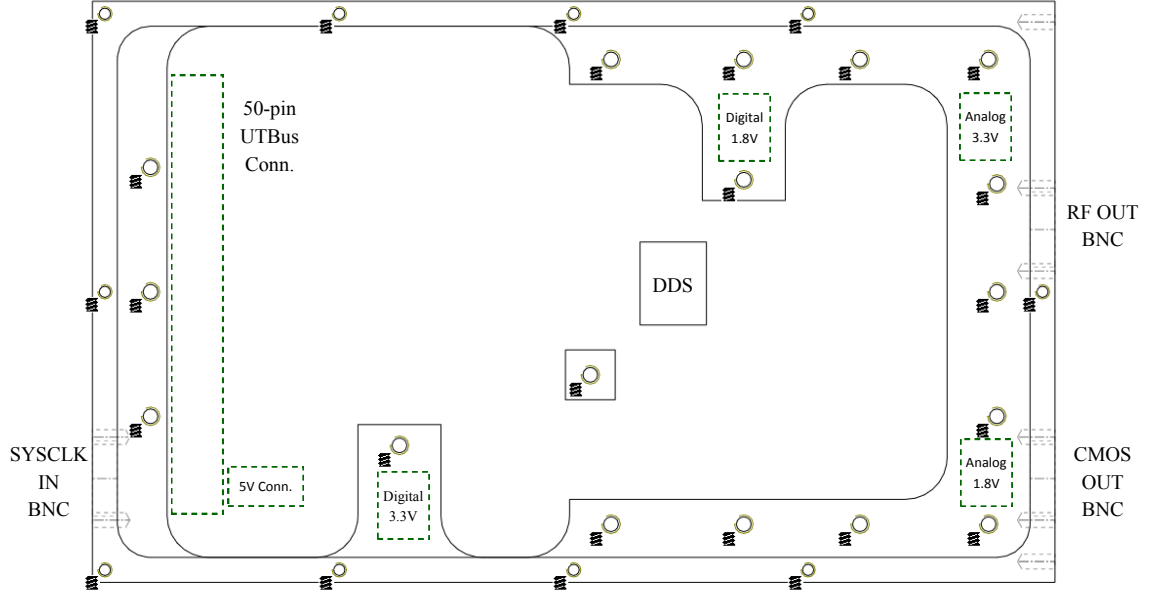 50-pin
UTBus
Conn.
Digital
1.8V
Analog
3.3V
RF OUT
BNC
DDS
SYSCLK
IN
BNC
5V Conn.
Digital
3.3V
Analog
1.8V
CMOS
OUT
BNC